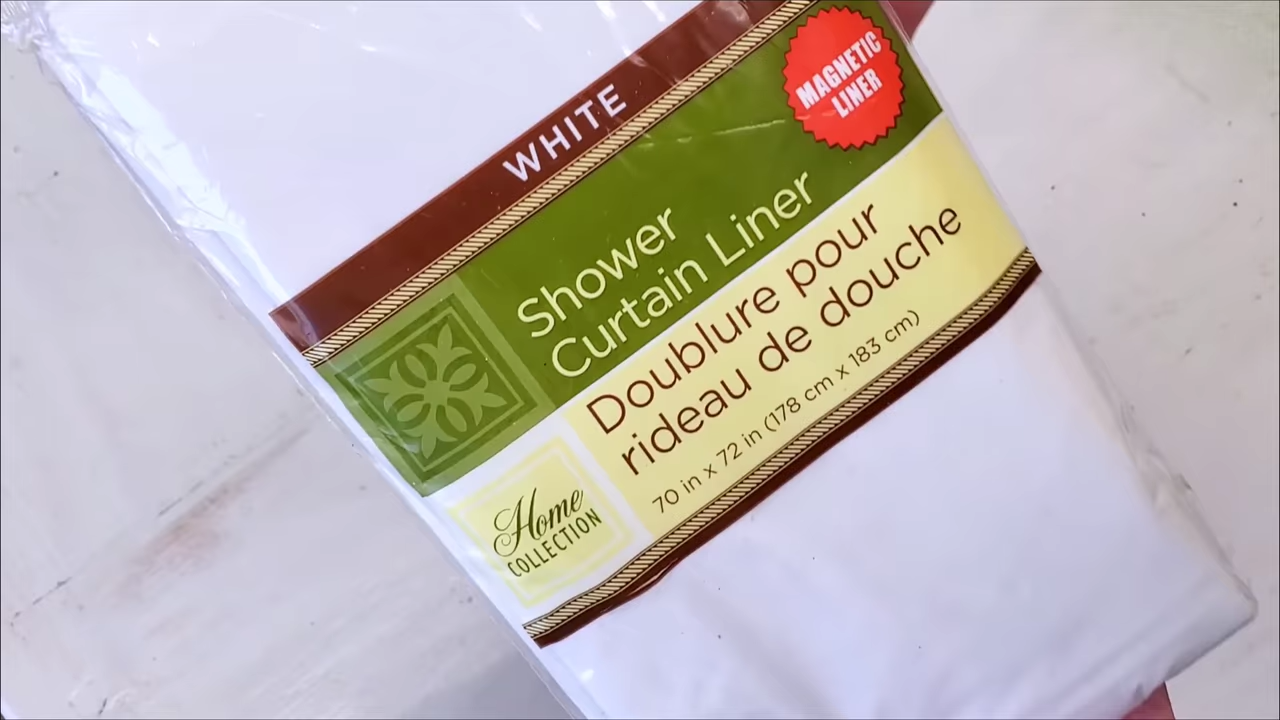 WHITE
MAGNETIC
LINER
Shower
Curtain Liner
Doublure pour
rideau de douche
70 in x 72 in (178 cm x 183 cm)
Home
COLLECTION